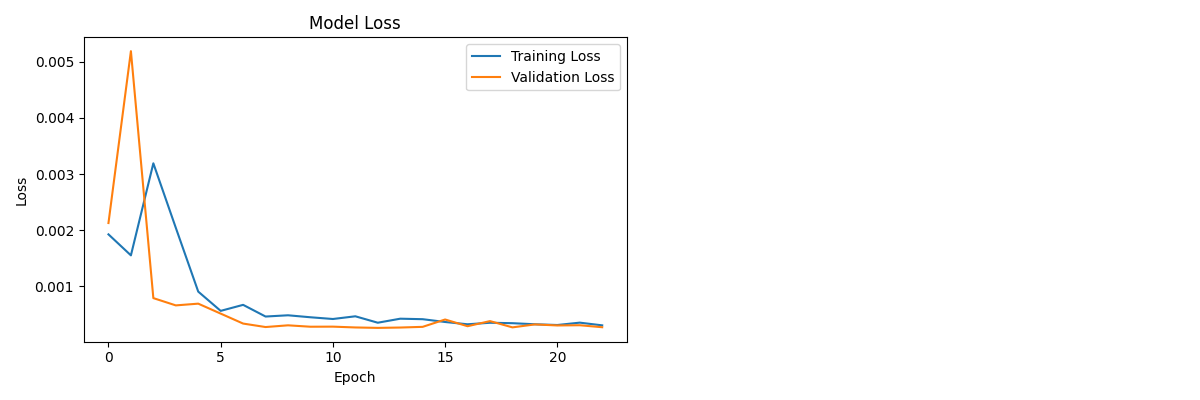 Model Loss
Training Loss
Validation Loss
0.005
0.004
0.003
0.002
0.001
Loss
0 5 10 15 20
Epoch